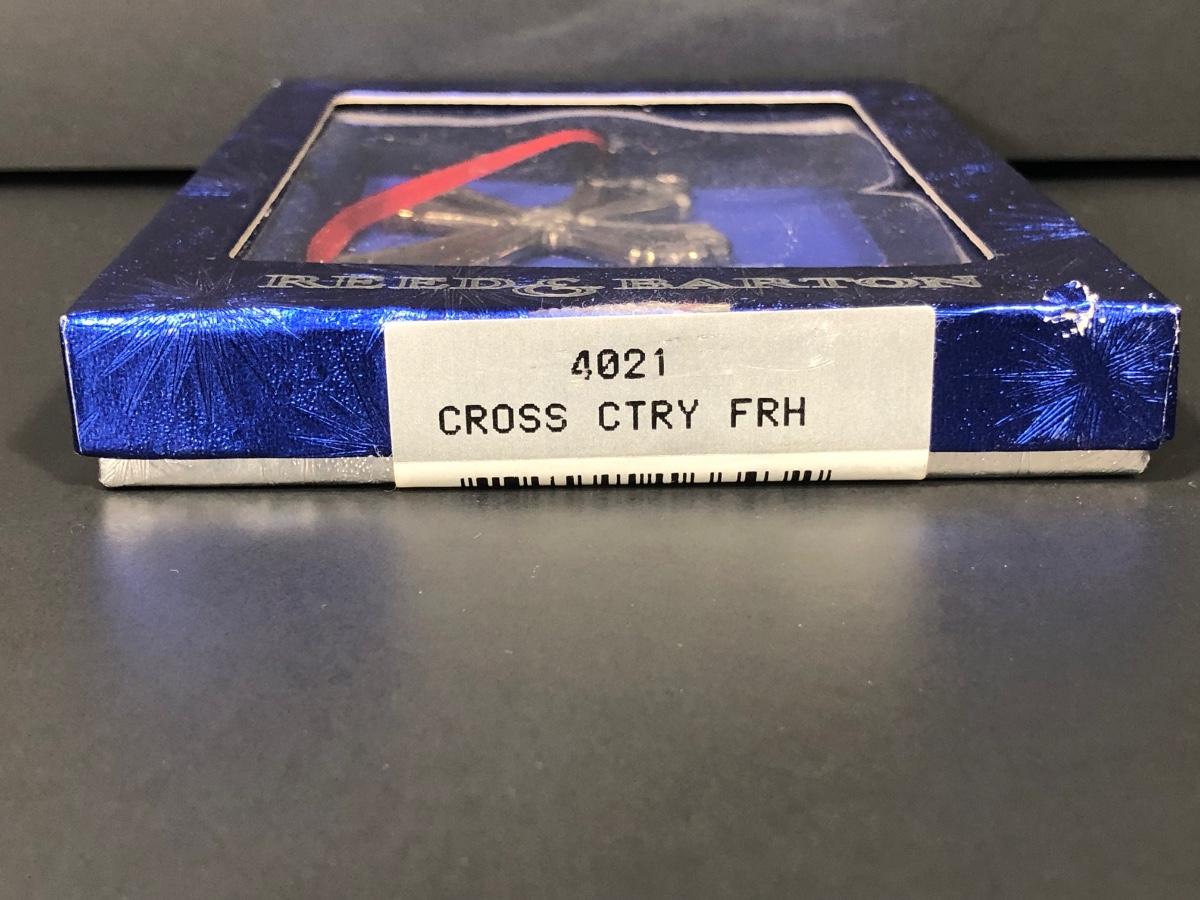 REED & BARTON
4021
CROSS CTRY FRH